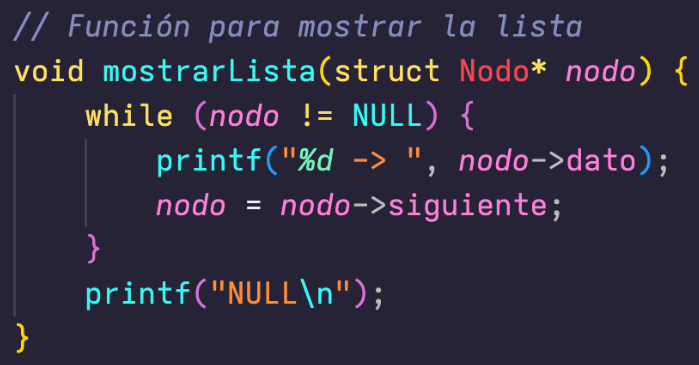 // Función para mostrar la lista
void mostrarLista(struct Nodo* nodo) {
    while (nodo != NULL) {
        printf("%d -> ", nodo->dato);
        nodo = nodo->siguiente;
    }
    printf("NULL\n");
}